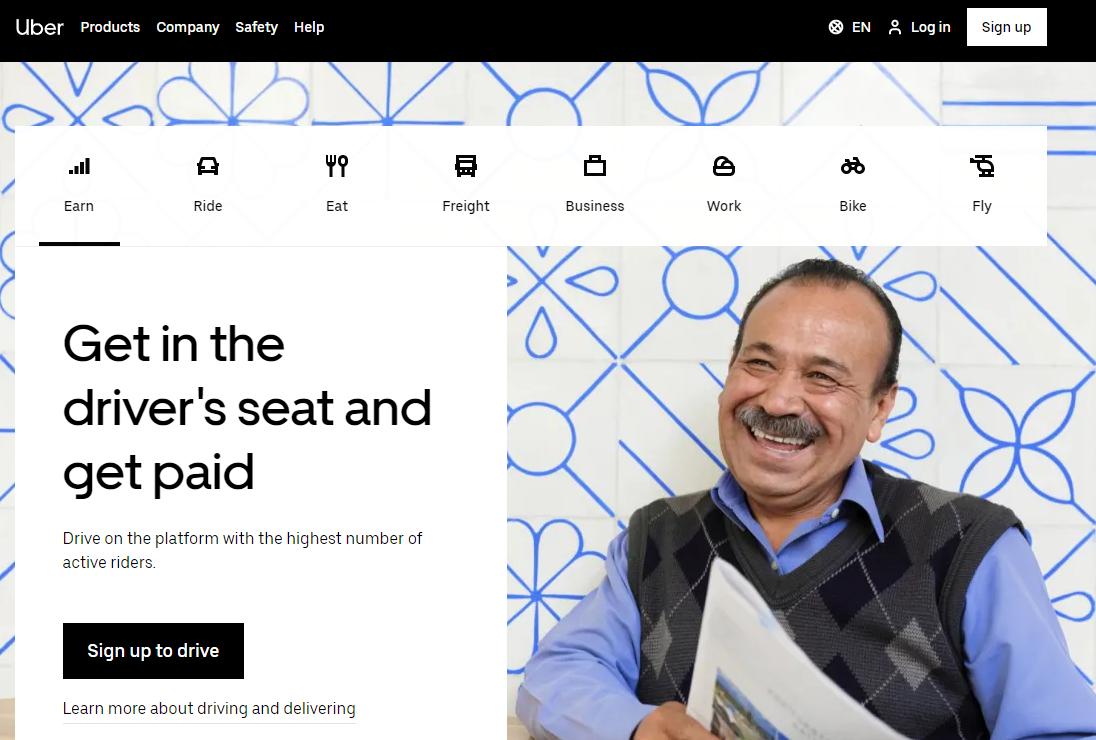 Uber Products Company Safety Help EN Log in Sign up
Earn Ride Eat Freight Business Work Bike Fly
Get in the
driver's seat and
get paid
Drive on the platform with the highest number of
active riders.
Sign up to drive
Learn more about driving and delivering